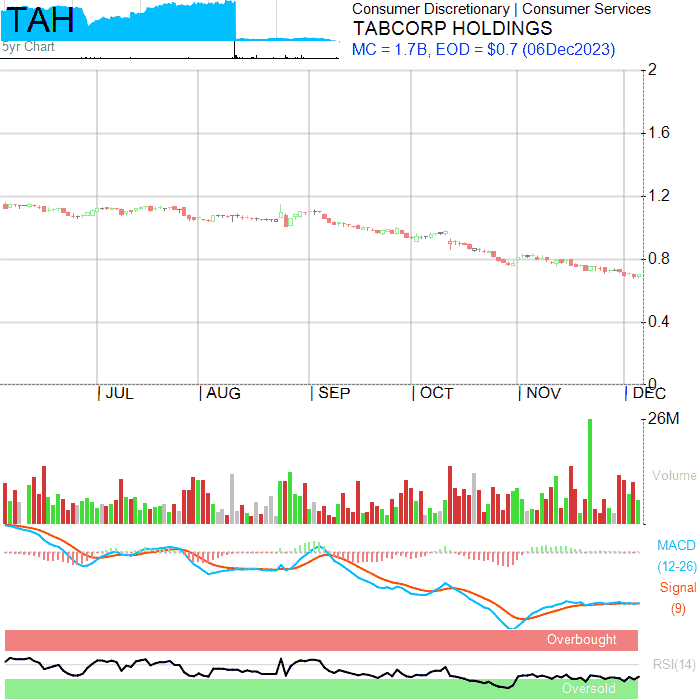 TAH
5yr Chart
Consumer Discretionary | Consumer Services
TABCORP HOLDINGS
MC = 1.7B, EOD = $0.7 (06Dec2023)
2
1.6
1.2
0.8
0.4
0
| JUL | AUG | SEP | OCT | NOV | DEC
26M
Volume
MACD
(12-26)
Signal
(9)
Overbought
RSI(14)
Oversold